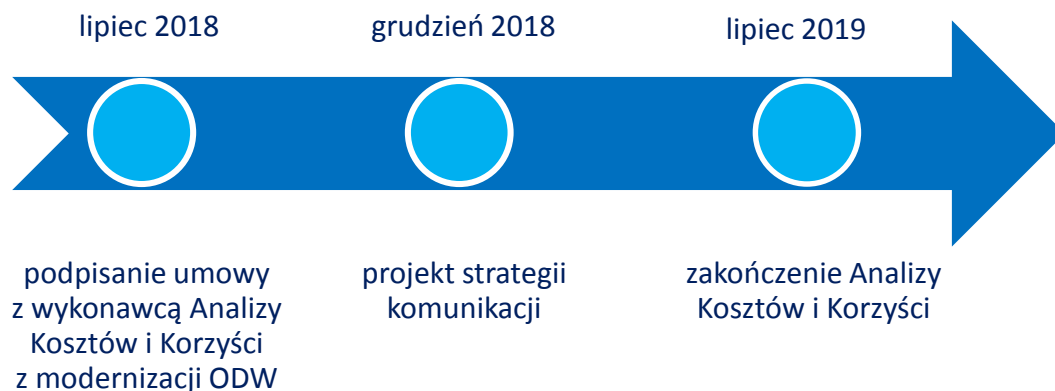 lipiec 2018
grudzień 2018
lipiec 2019
podpisanie umowy
z wykonawcą Analizy
Kosztów i Korzyści
z modernizacji ODW
projekt strategii
komunikacji
zakończenie Analizy
Kosztów i Korzyści